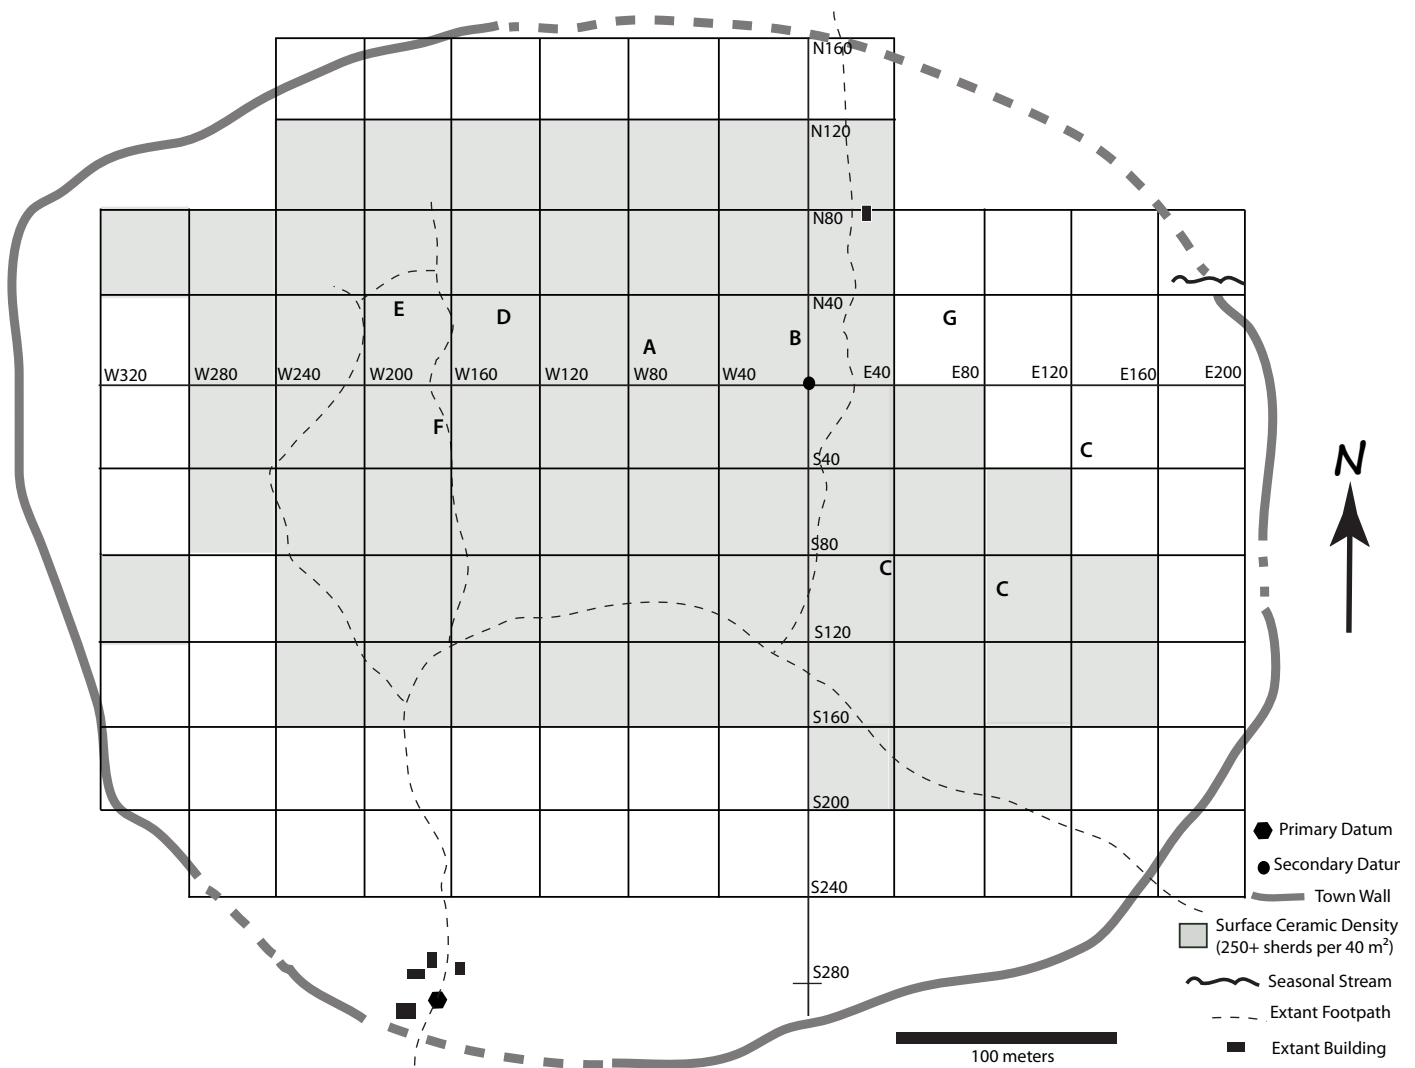 N160
N120
N80
N40
E
D
G
B
A
W320
W280
W240
W200
W160
W120
W80
W40
E40
E80
E120
E160
E200
F
C
S40
N
S80
C
C
S120
S160
S200
Primary Datum
Secondary Datur
S240
Town Wall
Surface Ceramic Density
(250+ sherds per 40 m²)
S280
Seasonal Stream
Extant Footpath
100 meters
Extant Building